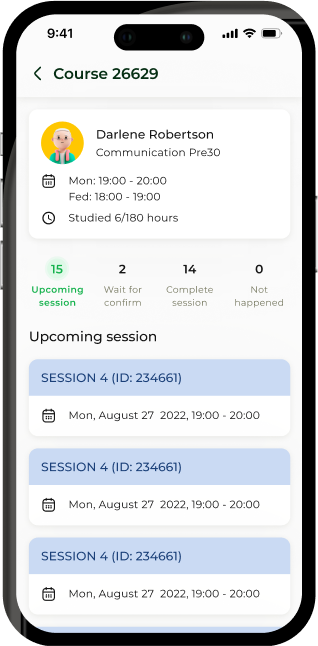 9:41
Course 26629
Darlene Robertson
Communication Pre30
Mon: 19:00 - 20:00
Fed: 18:00 - 19:00
Studied 6/180 hours
15 2 14 0
Upcoming session
Wait for confirm
Complete session
Not happened
Upcoming session
SESSION 4 (ID: 234661)
Mon, August 27 2022, 19:00 - 20:00
SESSION 4 (ID: 234661)
Mon, August 27 2022, 19:00 - 20:00
SESSION 4 (ID: 234661)
Mon, August 27 2022, 19:00 - 20:00